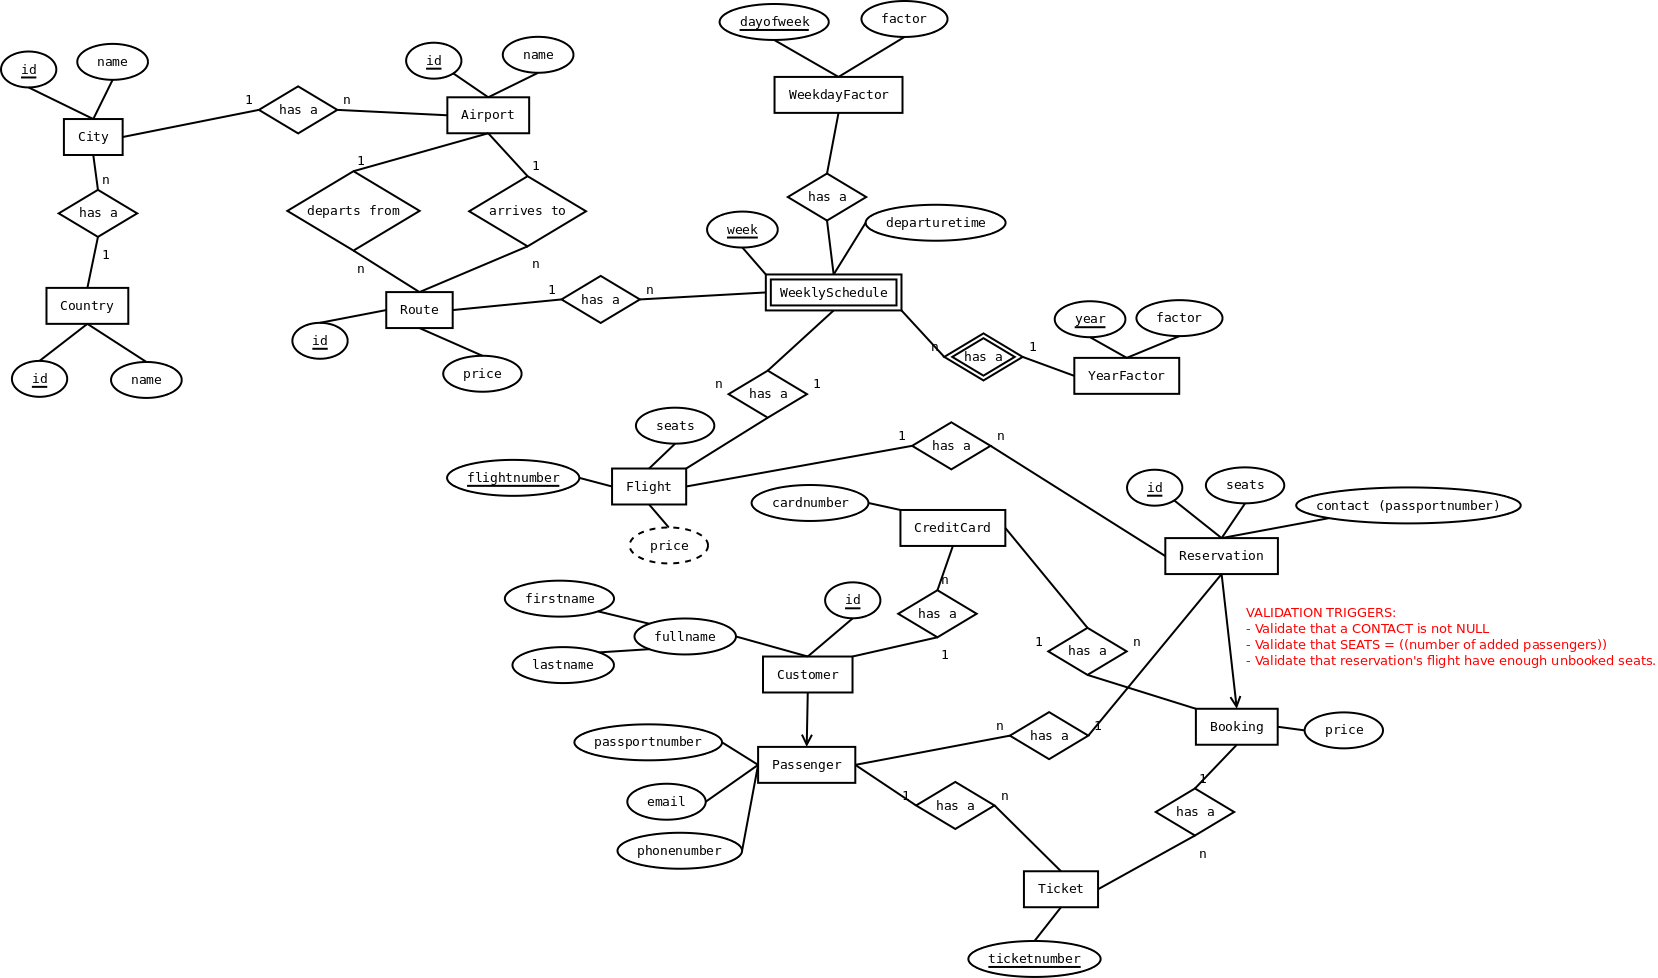 dayofweek
factor
id
name
id
name
WeekdayFactor
1
has a
n
Airport
City
1
1
n
has a
has a
departs from
arrives to
week
departuretime
1
n
n
Country
Route
1
has a
n
WeeklySchedule
year
factor
id
price
n
has a
1
YearFactor
id
name
n
has a
1
seats
1
has a
n
flightnumber
Flight
id
seats
contact (passportnumber)
cardnumber
CreditCard
price
Reservation
n
firstname
id
has a
VALIDATION TRIGGERS:
- Validate that a CONTACT is not NULL
- Validate that SEATS = ((number of added passengers))
- Validate that reservation's flight have enough unbooked seats.
fullname
lastname
1
1
has a
n
Customer
n
has a
1
Booking
price
passportnumber
Passenger
1
email
1
has a
n
has a
phonenumber
n
Ticket
ticketnumber